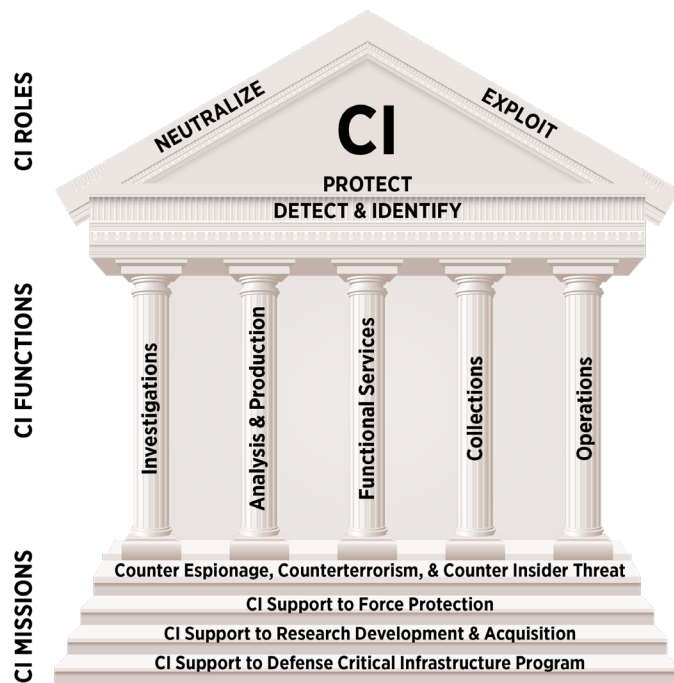 CI ROLES
NEUTRALIZE
EXPLOIT
CI
PROTECT
DETECT & IDENTIFY
CI FUNCTIONS
Investigations
Analysis & Production
Functional Services
Collections
Operations
CI MISSIONS
Counter Espionage, Counterterrorism, & Counter Insider Threat
CI Support to Force Protection
CI Support to Research Development & Acquisition
CI Support to Defense Critical Infrastructure Program